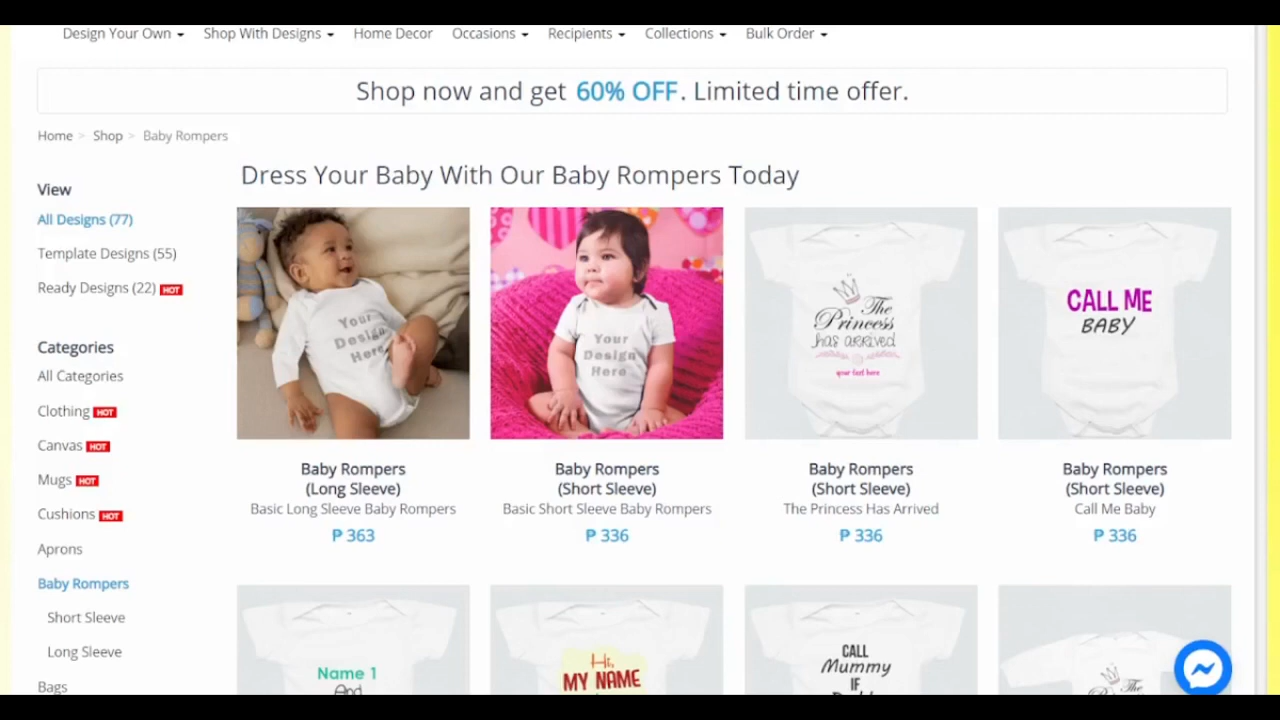 Design Your Own
Shop With Designs
Home Decor
Occasions
Recipients
Collections
Bulk Order
Shop now and get 60% OFF. Limited time offer.
Home > Shop > Baby Rompers
View
All Designs (77)
Template Designs (55)
Ready Designs (22) HOT
Categories
All Categories
Clothing HOT
Canvas HOT
Mugs HOT
Cushions HOT
Aprons
Baby Rompers
Short Sleeve
Long Sleeve
Bags
Dress Your Baby With Our Baby Rompers Today
Your
Design
Here
Baby Rompers
(Long Sleeve)
Basic Long Sleeve Baby Rompers
₱ 363
Your
Design
Here
Baby Rompers
(Short Sleeve)
Basic Short Sleeve Baby Rompers
₱ 336
The
Princess
has arrived
your text here
Baby Rompers
(Short Sleeve)
The Princess Has Arrived
₱ 336
CALL ME
BABY
Baby Rompers
(Short Sleeve)
Call Me Baby
₱ 336
Name 1
And
Hi,
MY NAME
CALL
Mummy
IF
The